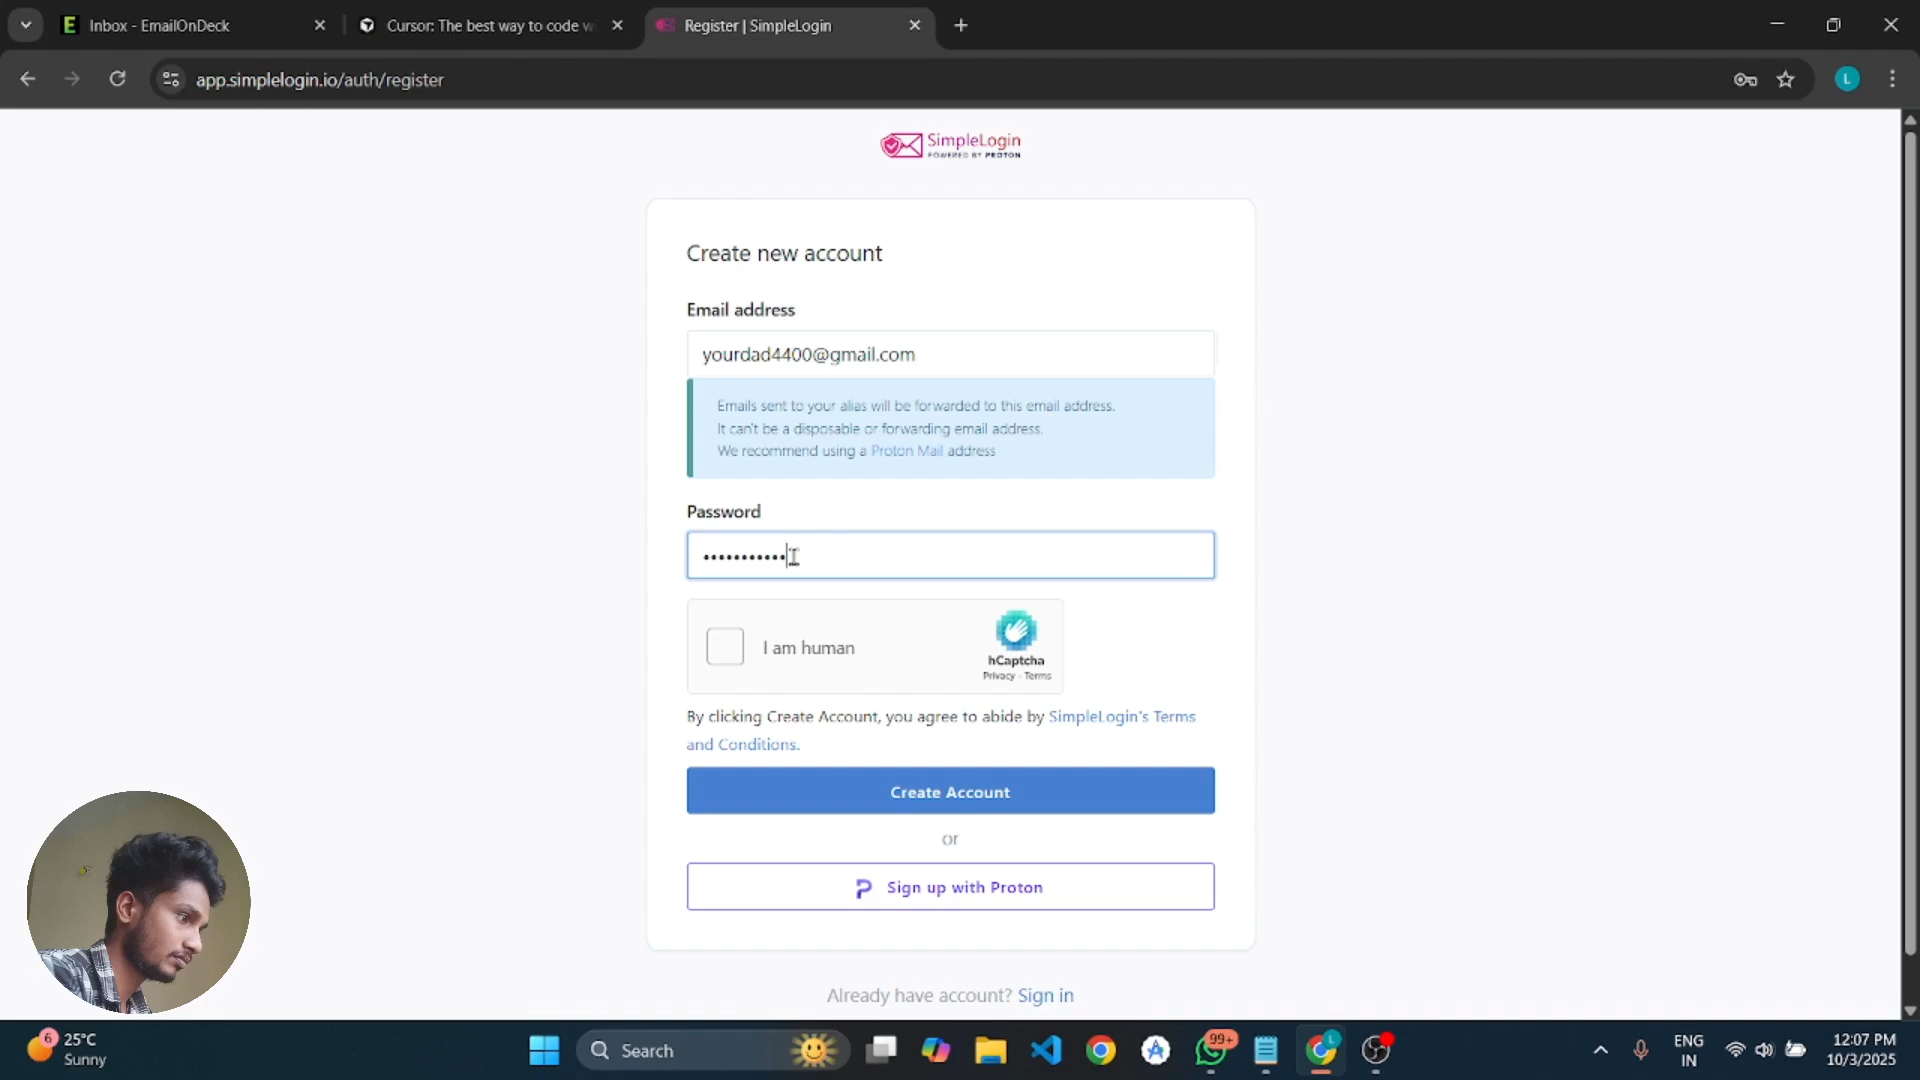 Inbox - EmailOnDeck
Cursor: The best way to code w
Register | SimpleLogin
app.simplelogin.io/auth/register
L
SimpleLogin
POWERED BY PROTON
Create new account
Email address
yourdad4400@gmail.com
Emails sent to your alias will be forwarded to this email address.
It can't be a disposable or forwarding email address.
We recommend using a Proton Mail address
Password
•••••••••••
I am human
hCaptcha
Privacy - Terms
By clicking Create Account, you agree to abide by SimpleLogin's Terms
and Conditions.
Create Account
or
Sign up with Proton
Already have account? Sign in
6
25°C
Sunny
Search
99+
L
ENG
IN
12:07 PM
10/3/2025